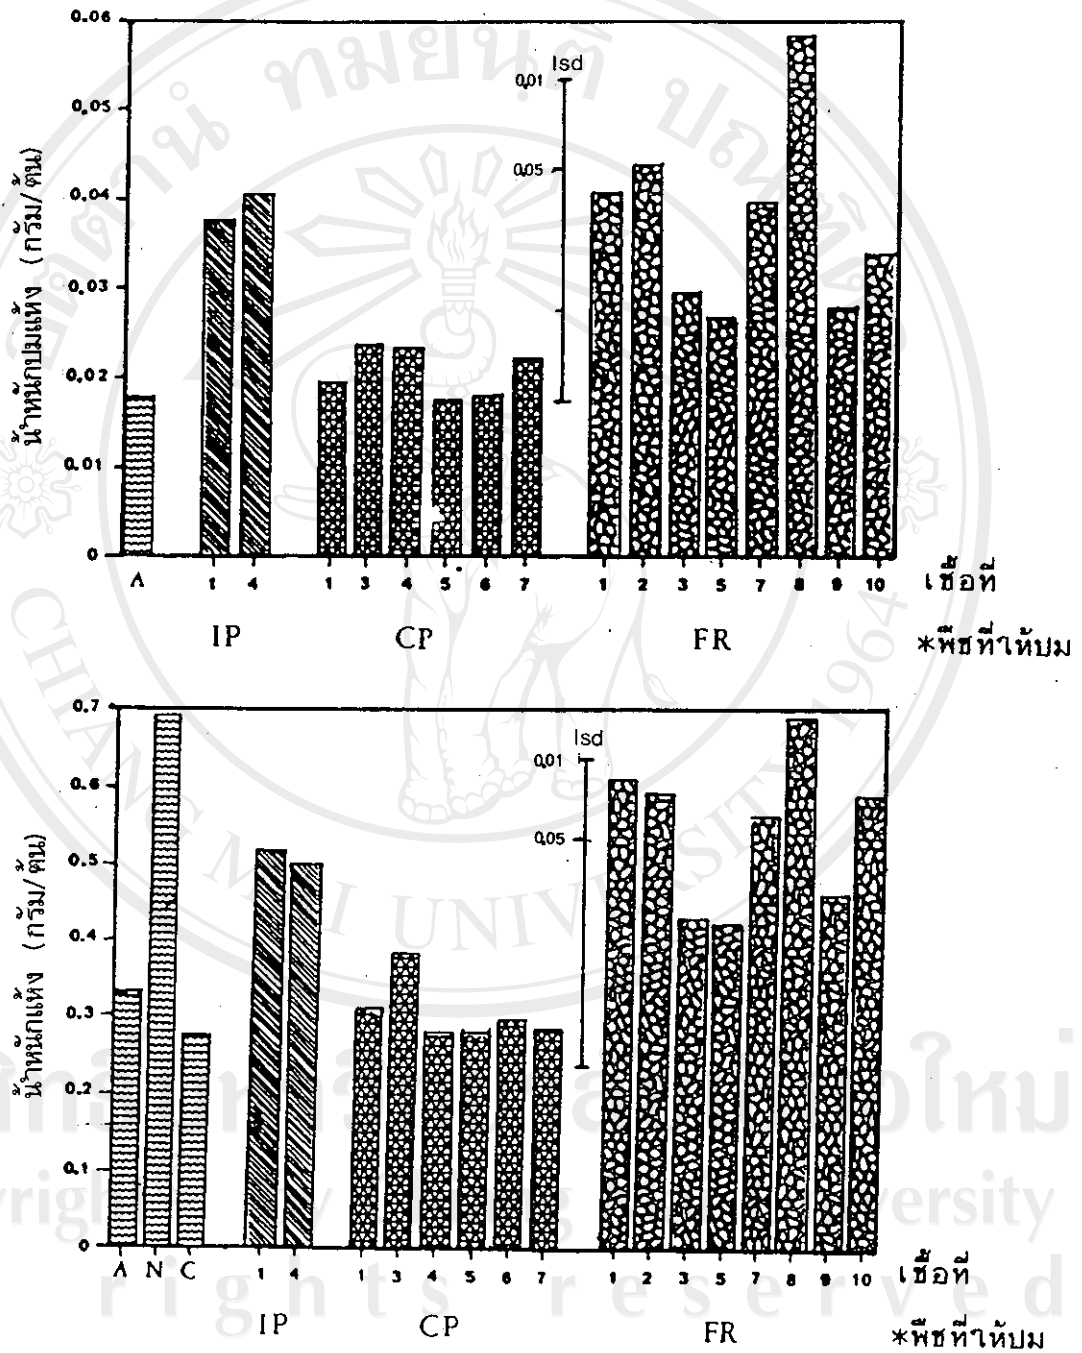 0.06
0.05
0.04
0.03
0.02
0.01
0
น้ำหนักปมแห้ง (กรัม/ต้น)
lsd
0.01
0.05
A 1 4 1 3 4 5 6 7 1 2 3 5 7 8 9 10 เชื้อที่
IP CP FR *พืชที่ให้ปม
0.7
0.6
0.5
0.4
0.3
0.2
0.1
0
น้ำหนักแห้ง (กรัม/ต้น)
lsd
0.01
0.05
A N C 1 4 1 3 4 5 6 7 1 2 3 5 7 8 9 10 เชื้อที่
IP CP FR *พืชที่ให้ปม
CHIANG MAI UNIVERSITY 1964
rights reserved